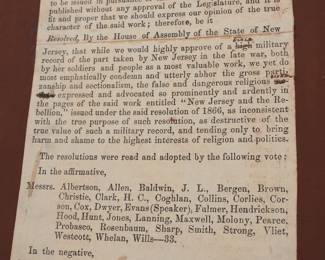 to be issued in pursuance of
published without any approval of the Legislature, and it is
fit and proper that we should express our opinion of the true
character of the said work; therefore, be it
Resolved, By the House of Assembly of the State of New
Jersey, that while we would highly approve of a high military
record of the part taken by New Jersey in the late war, both
by her soldiers and people as a most valuable work, we yet do
most emphatically condemn and utterly abhor the gross parti-
zanship and sectionalism, the false and dangerous religious
expressed and advocated so prominently and ardently in
the pages of the said work entitled "New Jersey and the Re-
bellion," issued under the said resolution of 1866, as inconsistent
with the true purpose of such resolution, as destructive of the
true value of such a military record, and tending only to bring
harm and shame to the highest interests of religion and politics.
The resolutions were read and adopted by the following vote:
In the affirmative,
Messrs. Albertson, Allen, Baldwin, J. L., Bergen, Brown,
Christie, Clark, H. C., Coghlan, Collins, Corlies, Cor-
son, Cox, Dwyer, Evans (Speaker), Fulmer, Hendrickson,
Hood, Hunt, Jones, Lanning, Maxwell, Molony, Pearce,
Probasco, Rosenbaum, Sharp, Smith, Strong, Vliet,
Westcott, Whelan, Wills—33.
In the negative,